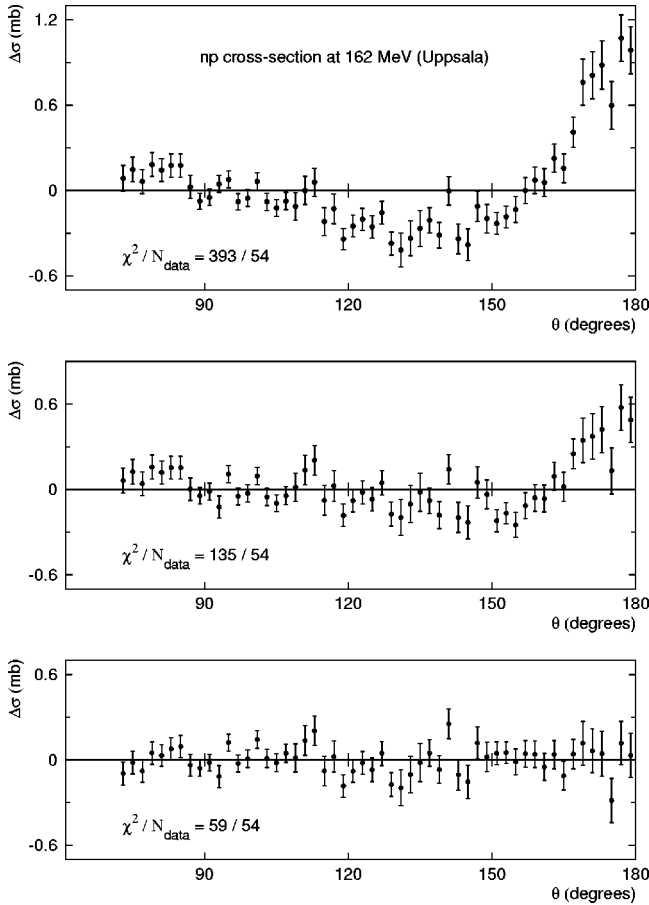 Δσ (mb)
1.2
0.6
0
-0.6
np cross-section at 162 MeV (Uppsala)
χ² / N_data = 393 / 54
90 120 150 180
θ (degrees)
Δσ (mb)
0.6
0
-0.6
χ² / N_data = 135 / 54
90 120 150 180
θ (degrees)
Δσ (mb)
0.6
0
-0.6
χ² / N_data = 59 / 54
90 120 150 180
θ (degrees)